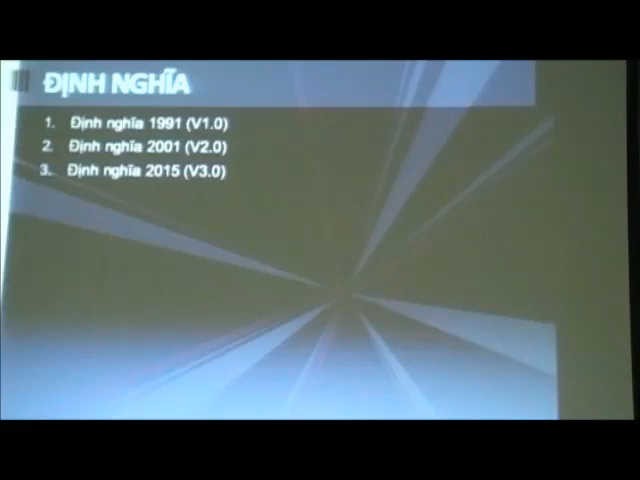 ĐỊNH NGHĨA
1. Định nghĩa 1991 (V1.0)
2. Định nghĩa 2001 (V2.0)
3. Định nghĩa 2015 (V3.0)